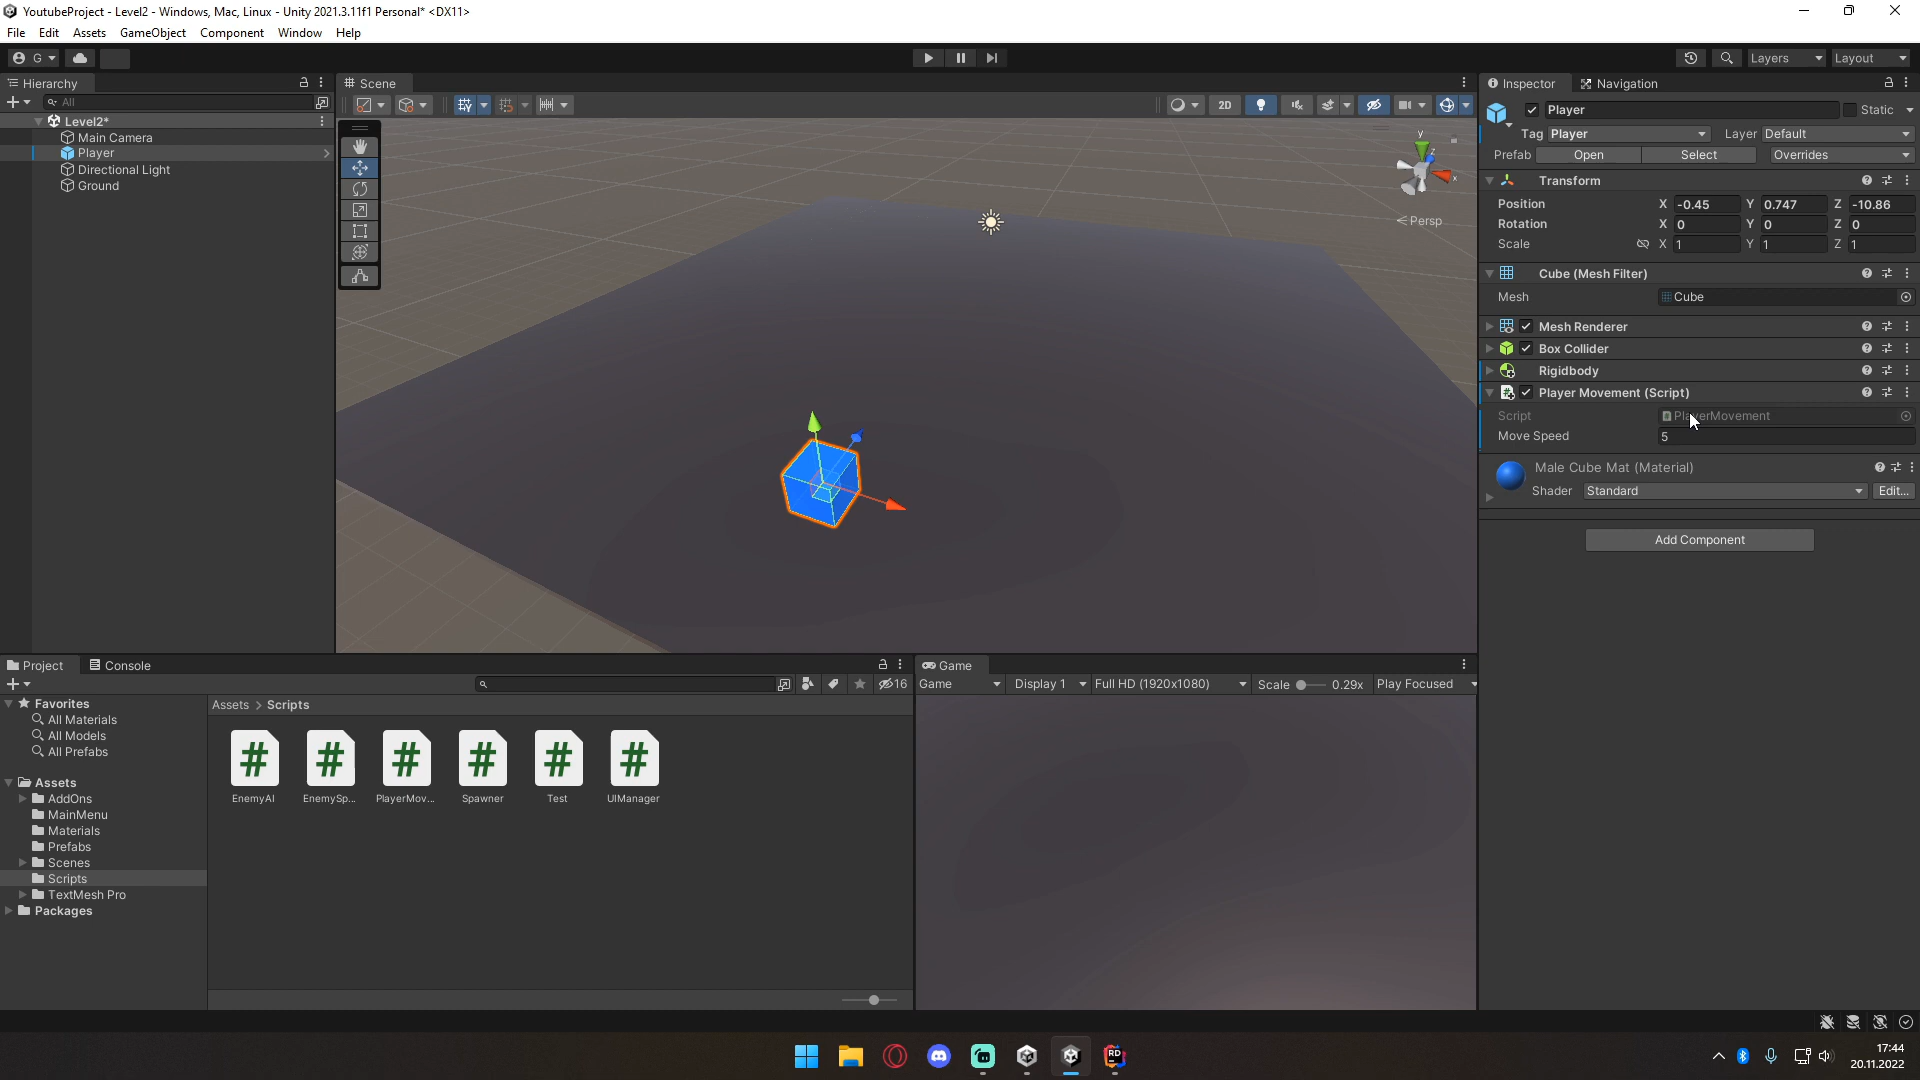 YoutubeProject - Level2 - Windows, Mac, Linux - Unity 2021.3.11f1 Personal* <DX11>
File Edit Assets GameObject Component Window Help
G Layers Layout
Hierarchy
All
Level2*
Main Camera
Player
Directional Light
Ground
Scene
2D
y
z
x
< Persp
Inspector Navigation
Player Static
Tag Player Layer Default
Prefab Open Select Overrides
Transform
Position X -0.45 Y 0.747 Z -10.86
Rotation X 0 Y 0 Z 0
Scale X 1 Y 1 Z 1
Cube (Mesh Filter)
Mesh Cube
Mesh Renderer
Box Collider
Rigidbody
Player Movement (Script)
Script PlayerMovement
Move Speed 5
Male Cube Mat (Material)
Shader Standard Edit...
Add Component
Project Console
16
Favorites
All Materials
All Models
All Prefabs
Assets
AddOns
MainMenu
Materials
Prefabs
Scenes
Scripts
TextMesh Pro
Packages
Assets > Scripts
EnemyAI EnemySp... PlayerMov... Spawner Test UIManager
Game
Game Display 1 Full HD (1920x1080) Scale 0.29x Play Focused
RD
17:44
20.11.2022